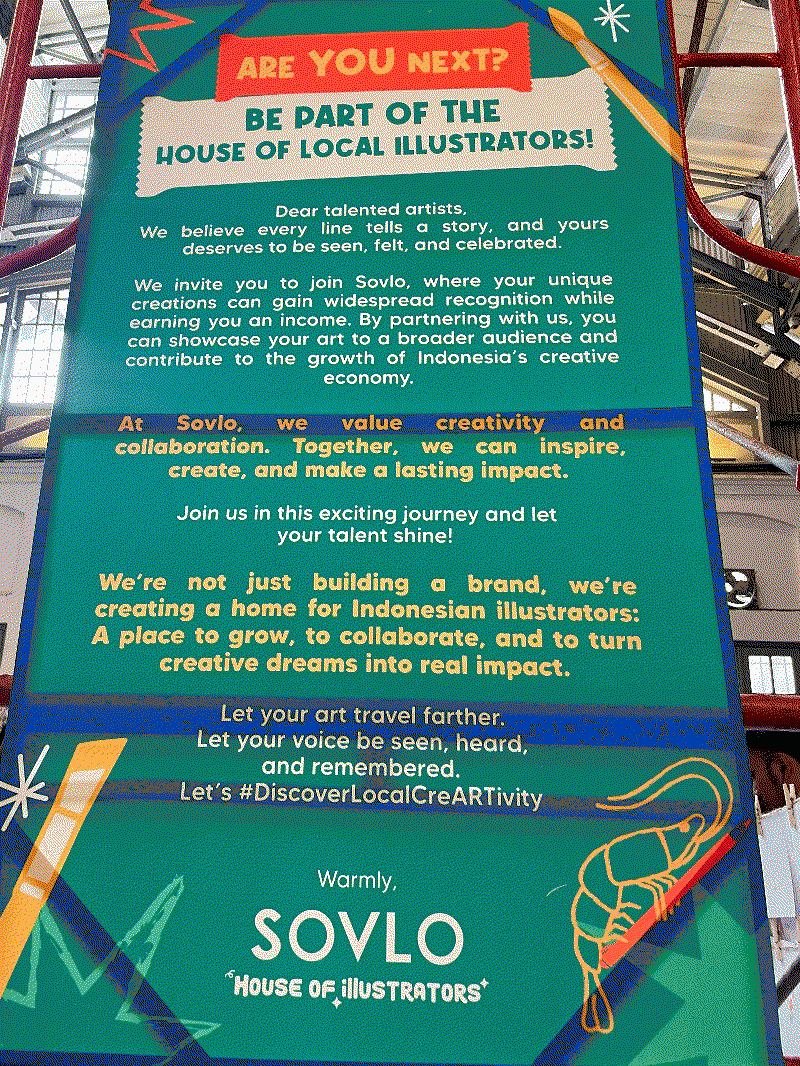 ARE YOU NEXT?
BE PART OF THE
HOUSE OF LOCAL ILLUSTRATORS!
Dear talented artists,
We believe every line tells a story, and yours
deserves to be seen, felt, and celebrated.
We invite you to join Sovlo, where your unique
creations can gain widespread recognition while
earning you an income. By partnering with us, you
can showcase your art to a broader audience and
contribute to the growth of Indonesia's creative
economy.
At Sovlo, we value creativity and
collaboration. Together, we can inspire,
create, and make a lasting impact.
Join us in this exciting journey and let
your talent shine!
We're not just building a brand, we're
creating a home for Indonesian illustrators:
A place to grow, to collaborate, and to turn
creative dreams into real impact.
Let your art travel farther.
Let your voice be seen, heard,
and remembered.
Let's #DiscoverLocalCreARTivity
Warmly,
SOVLO
HOUSE OF illUSTRATORS